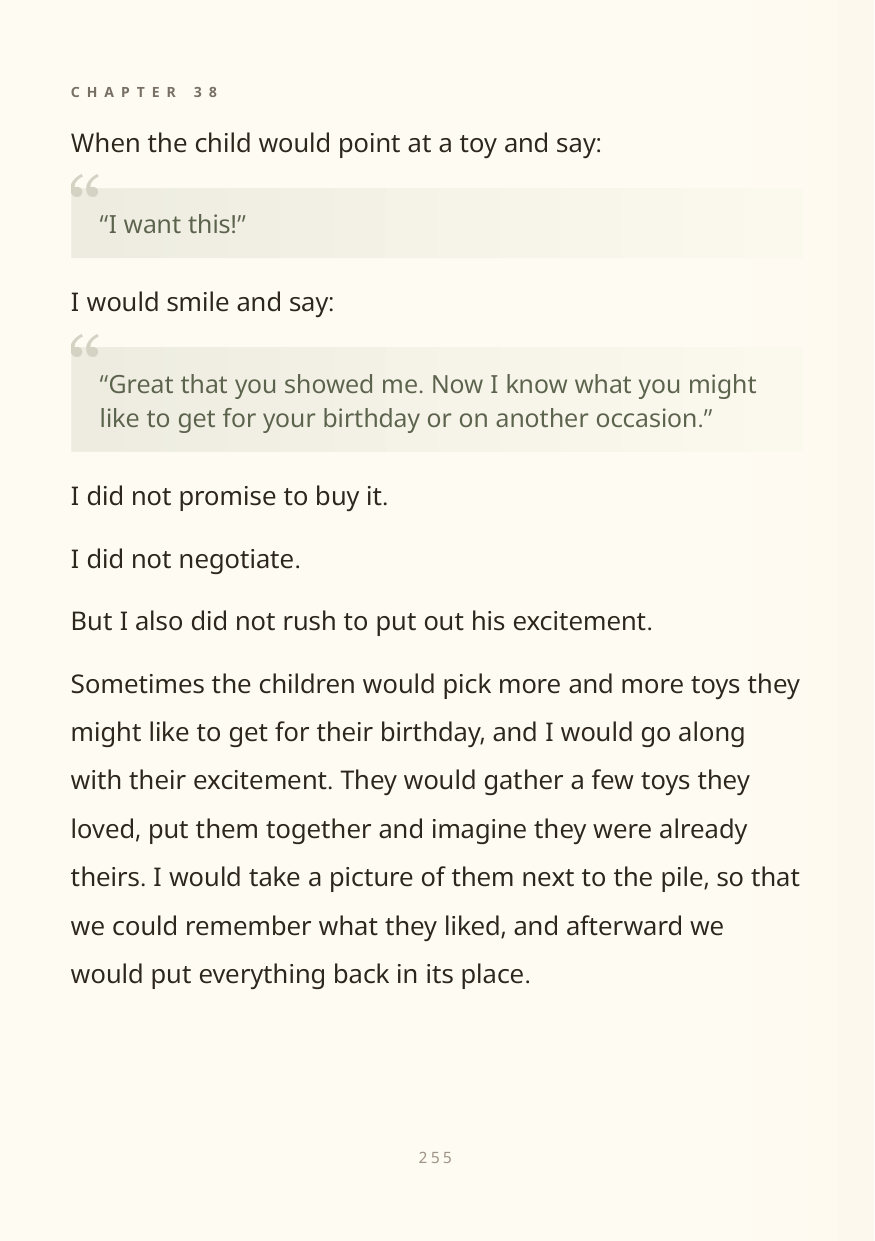 CHAPTER 38
When the child would point at a toy and say:
“
“I want this!”
I would smile and say:
“
“Great that you showed me. Now I know what you might
like to get for your birthday or on another occasion.”
I did not promise to buy it.
I did not negotiate.
But I also did not rush to put out his excitement.
Sometimes the children would pick more and more toys they
might like to get for their birthday, and I would go along
with their excitement. They would gather a few toys they
loved, put them together and imagine they were already
theirs. I would take a picture of them next to the pile, so that
we could remember what they liked, and afterward we
would put everything back in its place.
255